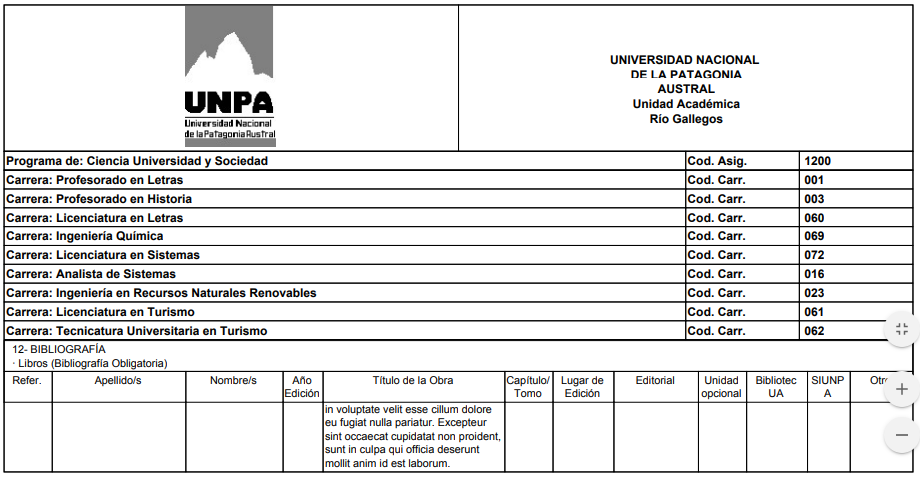 UNPA
Universidad Nacional
de la Patagonia Austral
UNIVERSIDAD NACIONAL
DE LA PATAGONIA
AUSTRAL
Unidad Académica
Río Gallegos
Programa de: Ciencia Universidad y Sociedad Cod. Asig. 1200
Carrera: Profesorado en Letras Cod. Carr. 001
Carrera: Profesorado en Historia Cod. Carr. 003
Carrera: Licenciatura en Letras Cod. Carr. 060
Carrera: Ingeniería Química Cod. Carr. 069
Carrera: Licenciatura en Sistemas Cod. Carr. 072
Carrera: Analista de Sistemas Cod. Carr. 016
Carrera: Ingeniería en Recursos Naturales Renovables Cod. Carr. 023
Carrera: Licenciatura en Turismo Cod. Carr. 061
Carrera: Tecnicatura Universitaria en Turismo Cod. Carr. 062
12- BIBLIOGRAFÍA
· Libros (Bibliografía Obligatoria)
Refer. Apellido/s Nombre/s Año Título de la Obra Capítulo/ Lugar de Editorial Unidad Bibliotec SIUNP
Edición Tomo Edición opcional UA A
in voluptate velit esse cillum dolore
eu fugiat nulla pariatur. Excepteur
sint occaecat cupidatat non proident,
sunt in culpa qui officia deserunt
mollit anim id est laborum.